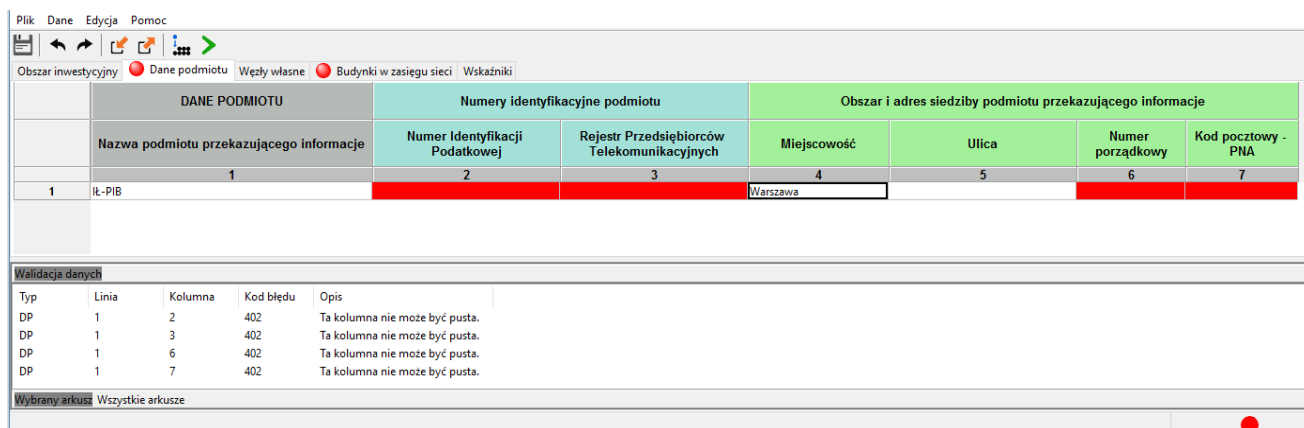 Plik Dane Edycja Pomoc
Obszar inwestycyjny Dane podmiotu Węzły własne Budynki w zasięgu sieci Wskaźniki
DANE PODMIOTU Numery identyfikacyjne podmiotu Obszar i adres siedziby podmiotu przekazującego informacje
Nazwa podmiotu przekazującego informacje Numer Identyfikacji Podatkowej Rejestr Przedsiębiorców Telekomunikacyjnych Miejscowość Ulica Numer porządkowy Kod pocztowy - PNA
1 2 3 4 5 6 7
1 IŁ-PIB Warszawa
Walidacja danych
Typ Linia Kolumna Kod błędu Opis
DP 1 2 402 Ta kolumna nie może być pusta.
DP 1 3 402 Ta kolumna nie może być pusta.
DP 1 6 402 Ta kolumna nie może być pusta.
DP 1 7 402 Ta kolumna nie może być pusta.
Wybrany arkusz Wszystkie arkusze